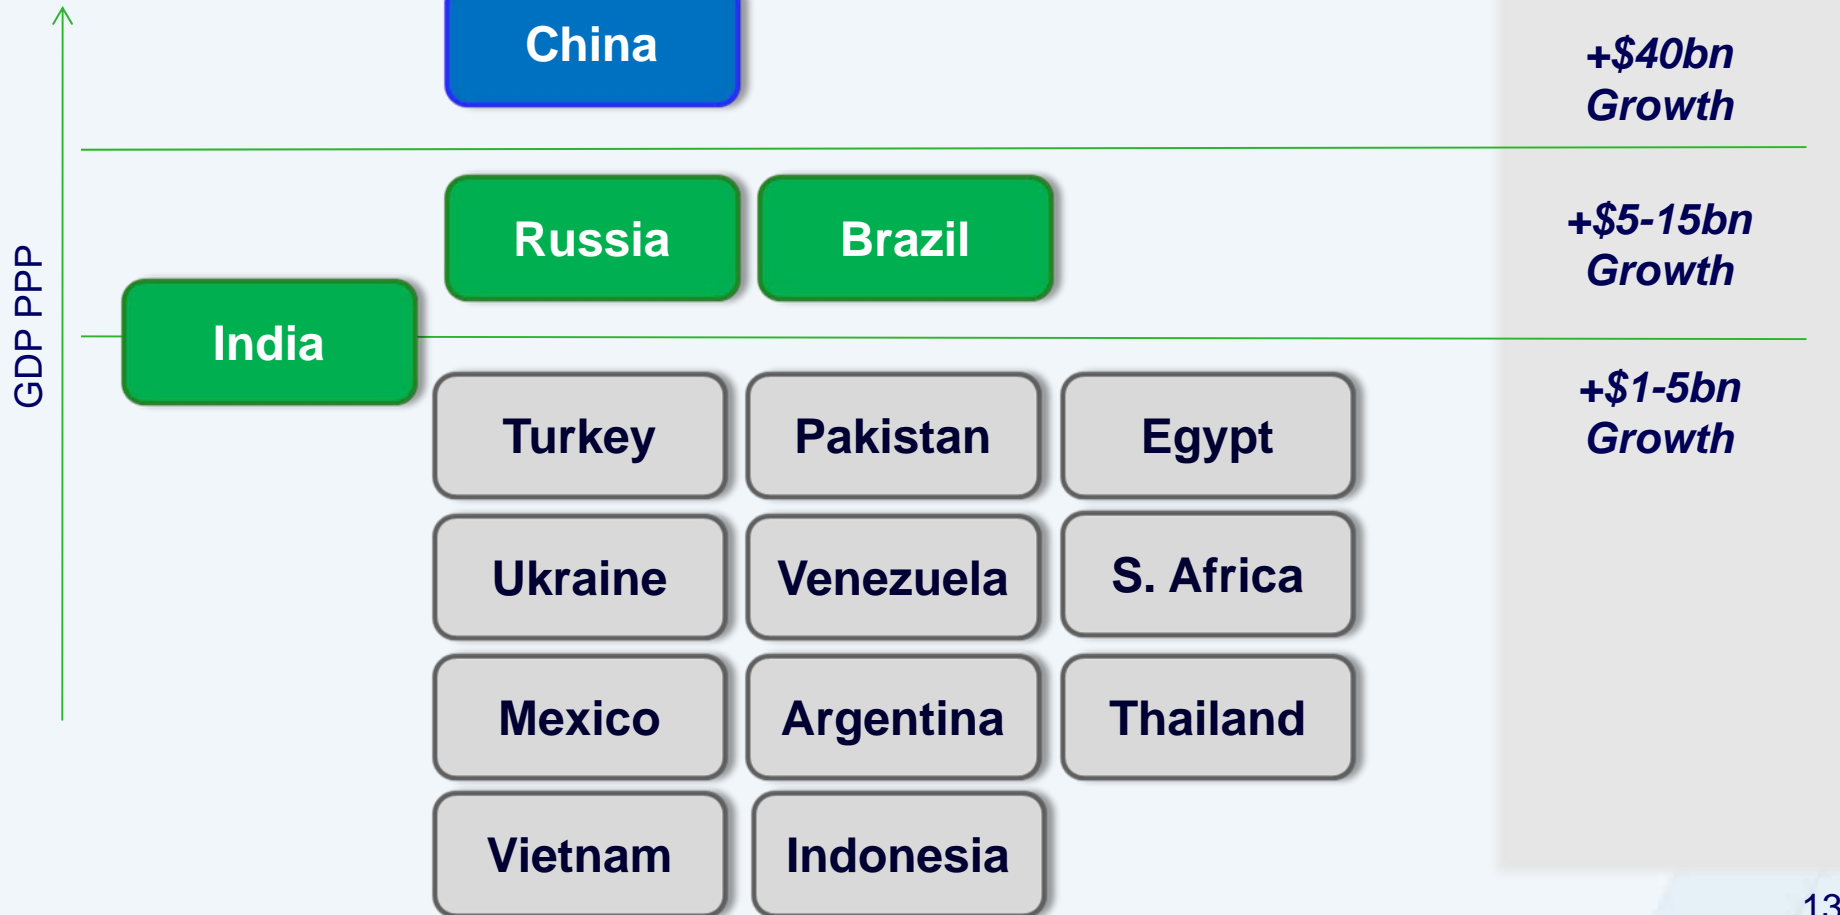 China
+$40bn
Growth
Russia
Brazil
+$5-15bn
Growth
GDP PPP
India
+$1-5bn
Growth
Turkey
Pakistan
Egypt
Ukraine
Venezuela
S. Africa
Mexico
Argentina
Thailand
Vietnam
Indonesia
13